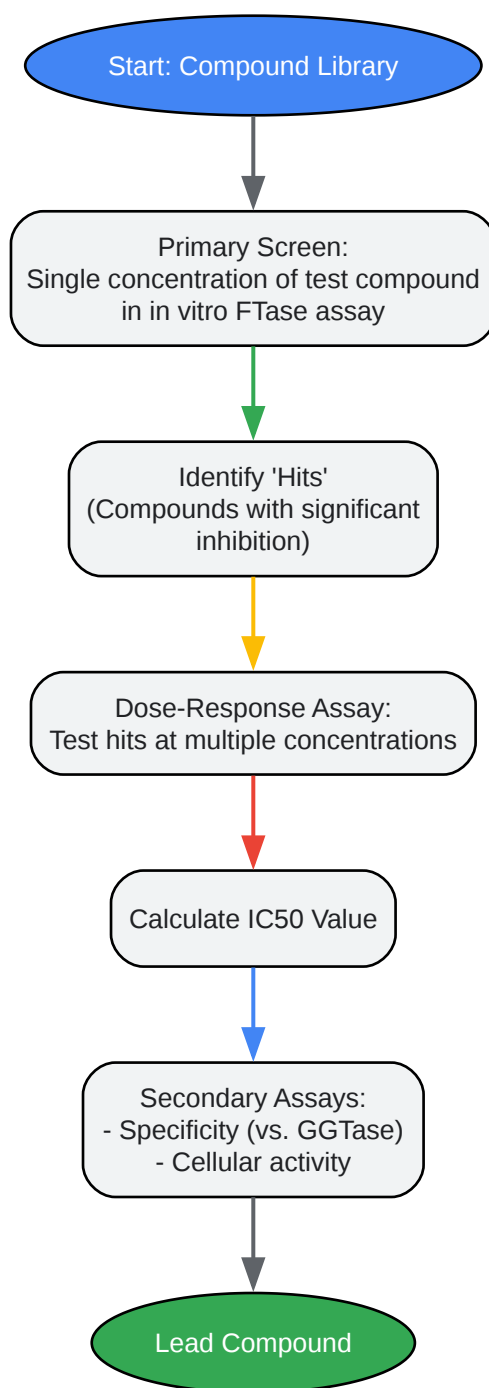 Start: Compound Library
Primary Screen:
Single concentration of test compound
in in vitro FTase assay
Identify 'Hits'
(Compounds with significant
inhibition)
Dose-Response Assay:
Test hits at multiple concentrations
Calculate IC50 Value
Secondary Assays:
- Specificity (vs. GGTase)
- Cellular activity
Lead Compound